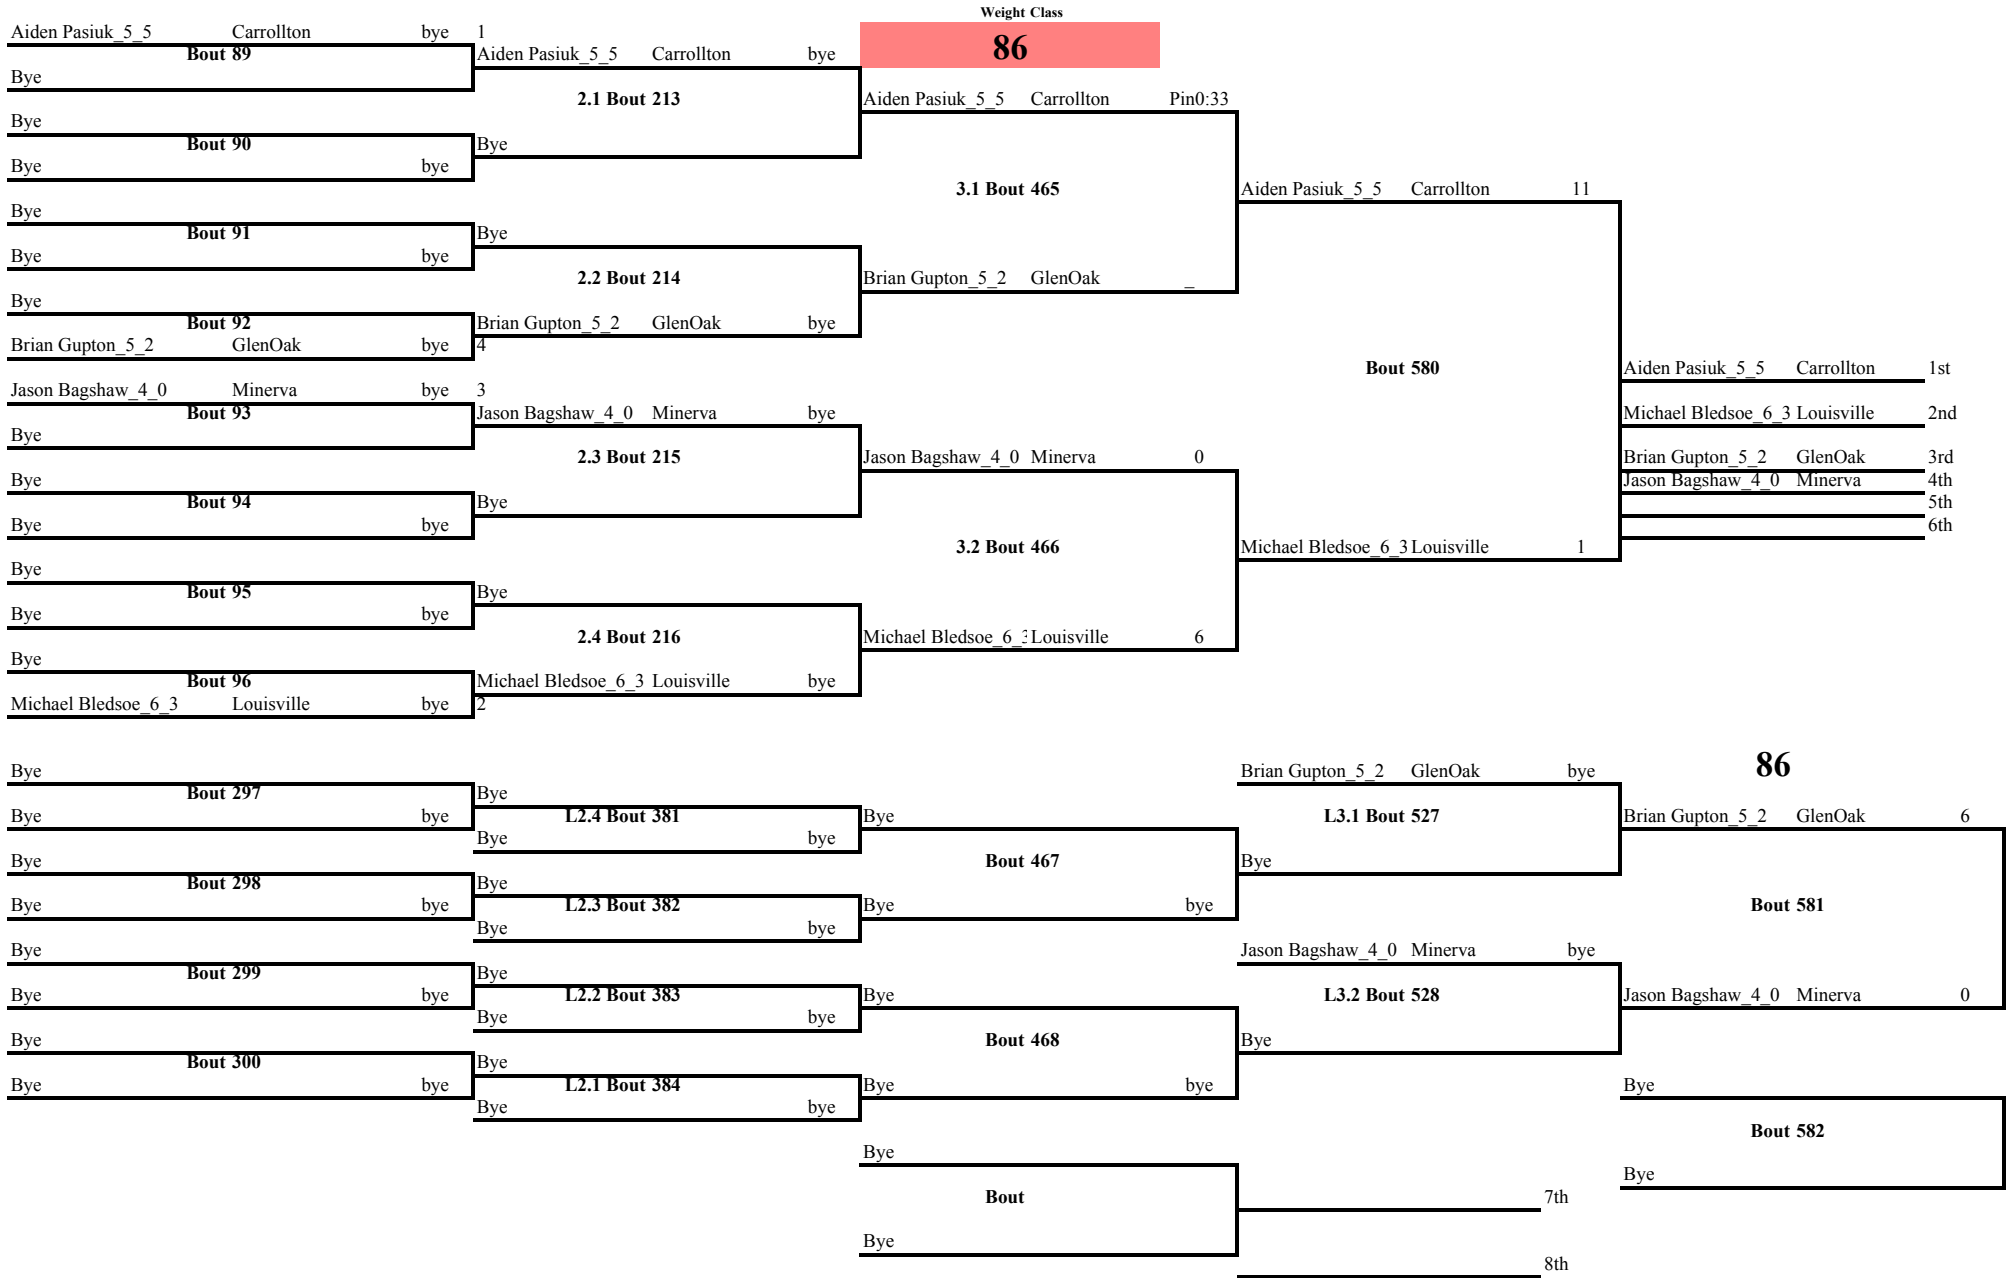 Weight Class
Aiden Pasiuk_5_5 Carrollton bye 1
86
Bout 89 Aiden Pasiuk_5_5 Carrollton bye
Bye
2.1 Bout 213 Aiden Pasiuk_5_5 Carrollton Pin0:33
Bye
Bout 90 Bye
Bye bye
3.1 Bout 465 Aiden Pasiuk_5_5 Carrollton 11
Bye
Bout 91 Bye
Bye bye
2.2 Bout 214 Brian Gupton_5_2 GlenOak _
Bye
Bout 92 Brian Gupton_5_2 GlenOak bye
Brian Gupton_5_2 GlenOak bye 4
Bout 580 Aiden Pasiuk_5_5 Carrollton 1st
Jason Bagshaw_4_0 Minerva bye 3
Bout 93 Jason Bagshaw_4_0 Minerva bye Michael Bledsoe_6_3 Louisville 2nd
Bye
2.3 Bout 215 Jason Bagshaw_4_0 Minerva 0 Brian Gupton_5_2 GlenOak 3rd
Bye Jason Bagshaw_4_0 Minerva 4th
Bout 94 Bye 5th
Bye bye 6th
3.2 Bout 466 Michael Bledsoe_6_3 Louisville 1
Bye
Bout 95 Bye
Bye bye
2.4 Bout 216 Michael Bledsoe_6_3 Louisville 6
Bye
Bout 96 Michael Bledsoe_6_3 Louisville bye
Michael Bledsoe_6_3 Louisville bye 2
Bye Brian Gupton_5_2 GlenOak bye 86
Bout 297 Bye
Bye bye L2.4 Bout 381 Bye L3.1 Bout 527 Brian Gupton_5_2 GlenOak 6
Bye bye
Bye Bout 467 Bye
Bout 298 Bye
Bye bye L2.3 Bout 382 Bye bye Bout 581
Bye bye
Bye Jason Bagshaw_4_0 Minerva bye
Bout 299 Bye
Bye bye L2.2 Bout 383 Bye L3.2 Bout 528 Jason Bagshaw_4_0 Minerva 0
Bye bye
Bye Bout 468 Bye
Bout 300 Bye
Bye bye L2.1 Bout 384 Bye bye Bye
Bye bye
Bout 582
Bye
Bye
Bout 7th
Bye
8th